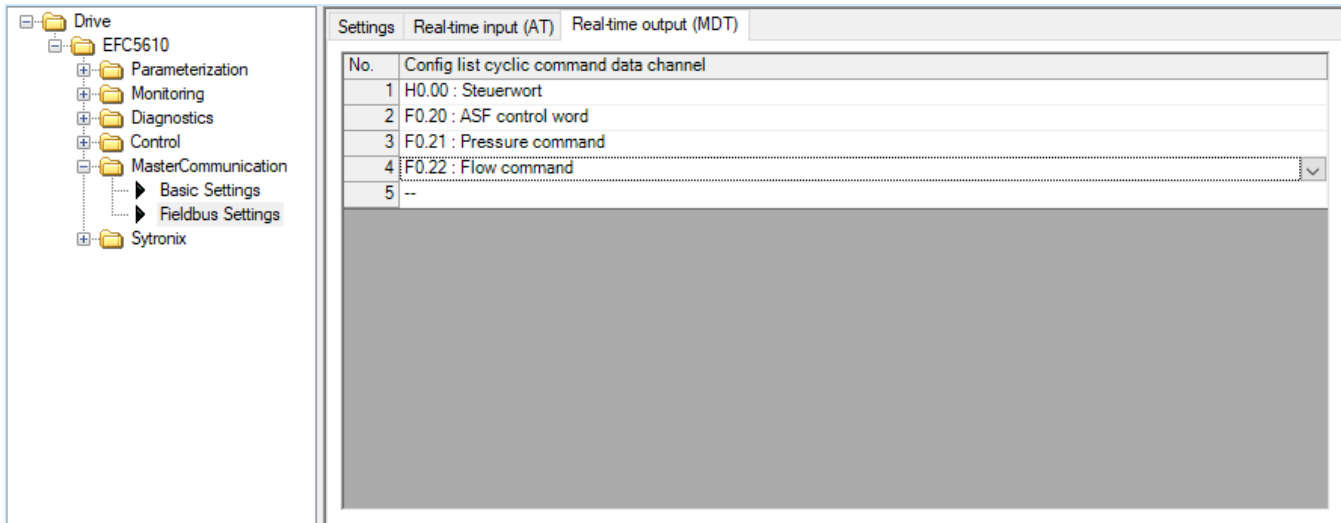 Drive
EFC5610
Parameterization
Monitoring
Diagnostics
Control
MasterCommunication
Basic Settings
Fieldbus Settings
Sytronix
Settings Real-time input (AT) Real-time output (MDT)
No. Config list cyclic command data channel
1 H0.00 : Steuerwort
2 F0.20 : ASF control word
3 F0.21 : Pressure command
4 F0.22 : Flow command
5 --